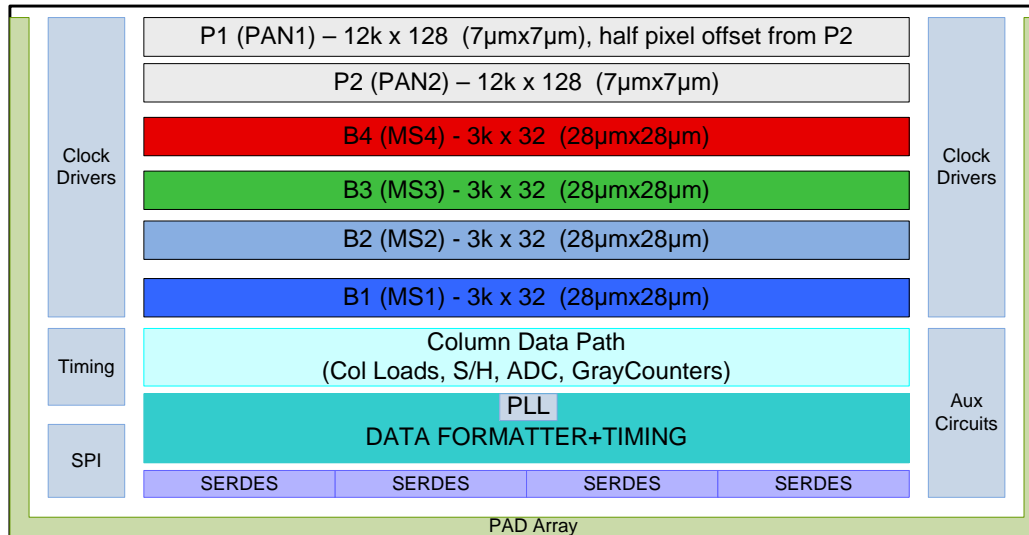 P1 (PAN1) – 12k x 128 (7µmx7µm), half pixel offset from P2
P2 (PAN2) – 12k x 128 (7µmx7µm)
B4 (MS4) - 3k x 32 (28µmx28µm)
Clock
Drivers
Clock
Drivers
B3 (MS3) - 3k x 32 (28µmx28µm)
B2 (MS2) - 3k x 32 (28µmx28µm)
B1 (MS1) - 3k x 32 (28µmx28µm)
Timing
Column Data Path
(Col Loads, S/H, ADC, GrayCounters)
PLL
DATA FORMATTER+TIMING
Aux
Circuits
SPI
SERDES
SERDES
SERDES
SERDES
PAD Array